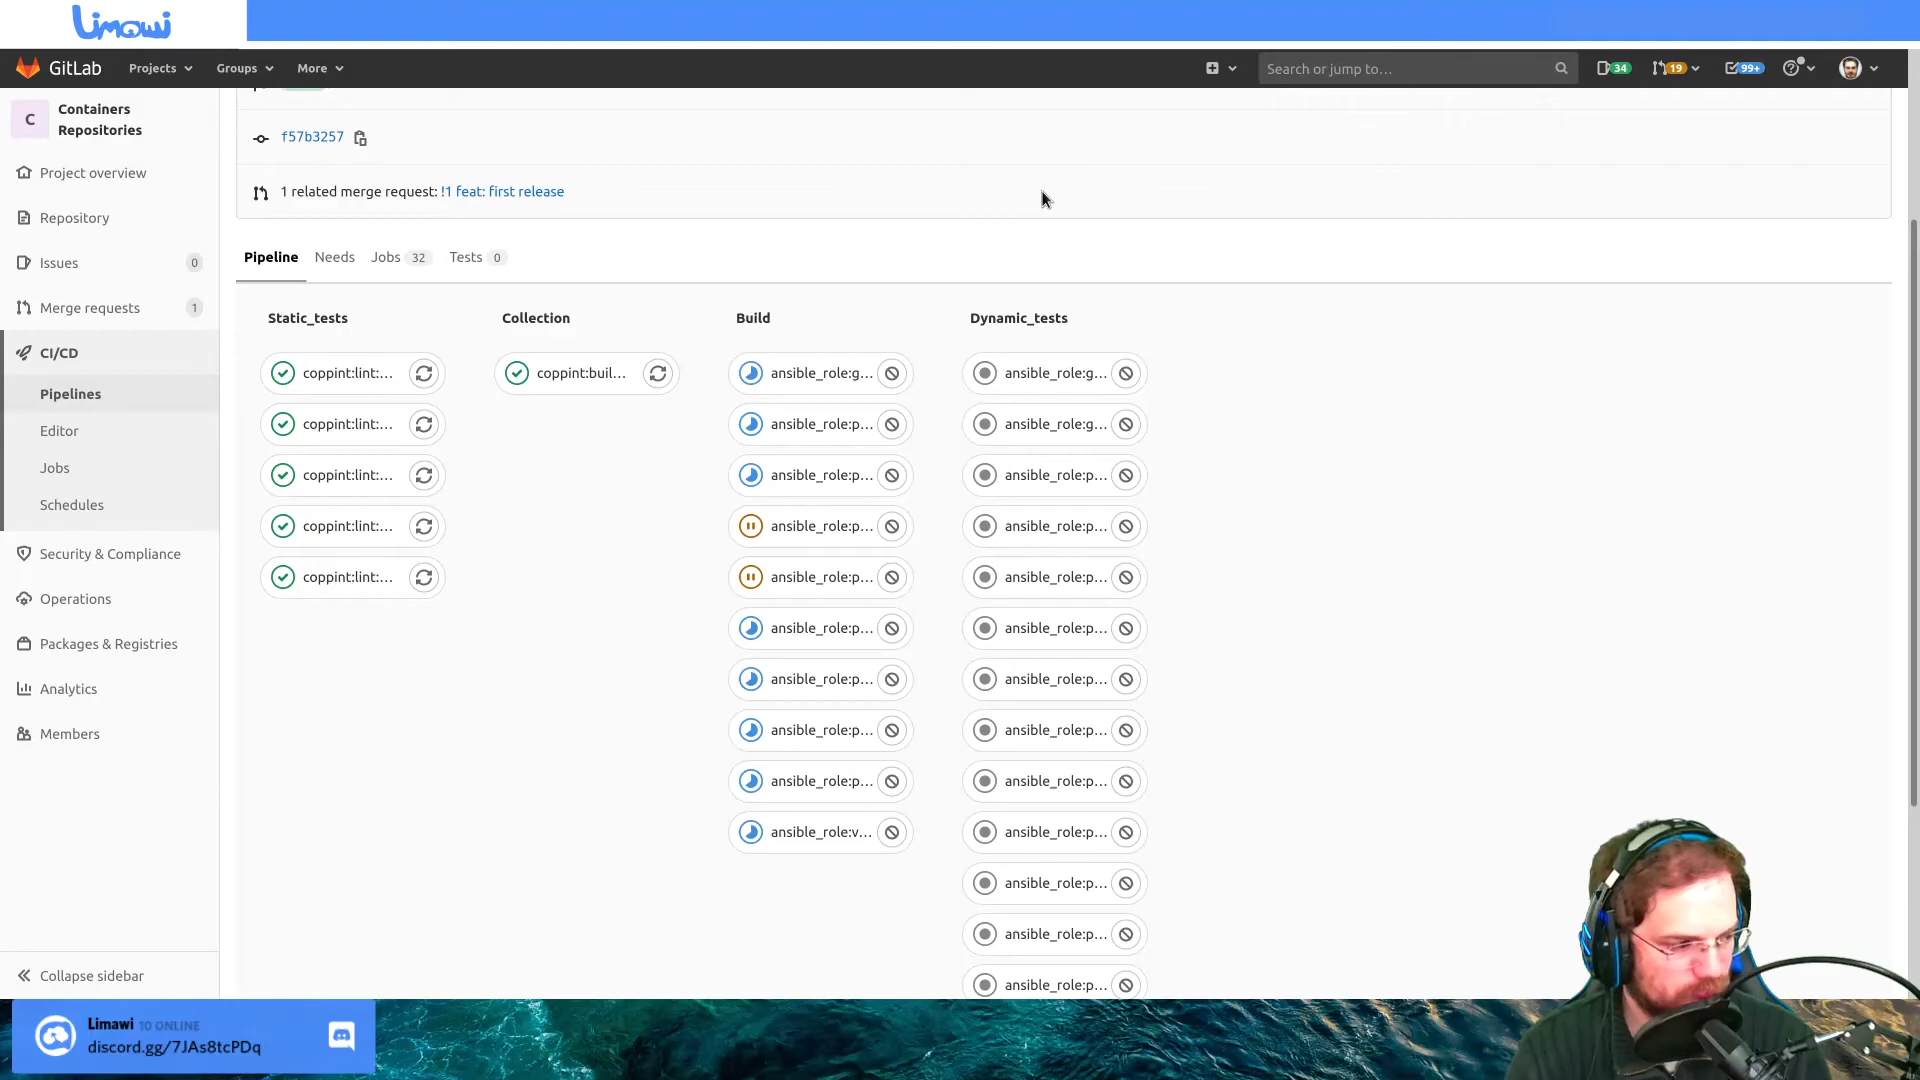 Limawi
GitLab Projects Groups More Search or jump to... 34 19 99+
C Containers Repositories
Project overview
Repository
Issues 0
Merge requests 1
CI/CD
Pipelines
Editor
Jobs
Schedules
Security & Compliance
Operations
Packages & Registries
Analytics
Members
Collapse sidebar
f57b3257
1 related merge request: !1 feat: first release
Pipeline Needs Jobs 32 Tests 0
Static_tests
coppint:lint:...
coppint:lint:...
coppint:lint:...
coppint:lint:...
coppint:lint:...
Collection
coppint:buil...
Build
ansible_role:g...
ansible_role:p...
ansible_role:p...
ansible_role:p...
ansible_role:p...
ansible_role:p...
ansible_role:p...
ansible_role:p...
ansible_role:p...
ansible_role:v...
Dynamic_tests
ansible_role:g...
ansible_role:g...
ansible_role:p...
ansible_role:p...
ansible_role:p...
ansible_role:p...
ansible_role:p...
ansible_role:p...
ansible_role:p...
ansible_role:p...
ansible_role:p...
ansible_role:p...
ansible_role:p...
Limawi 10 ONLINE
discord.gg/7JAs8tcPDq